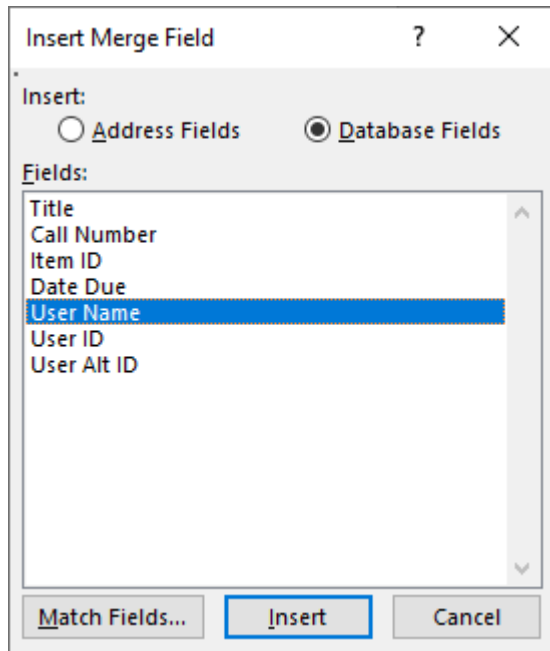 Insert Merge Field ? ×
Insert:
Address Fields Database Fields
Fields:
Title
Call Number
Item ID
Date Due
User Name
User ID
User Alt ID
Match Fields... Insert Cancel